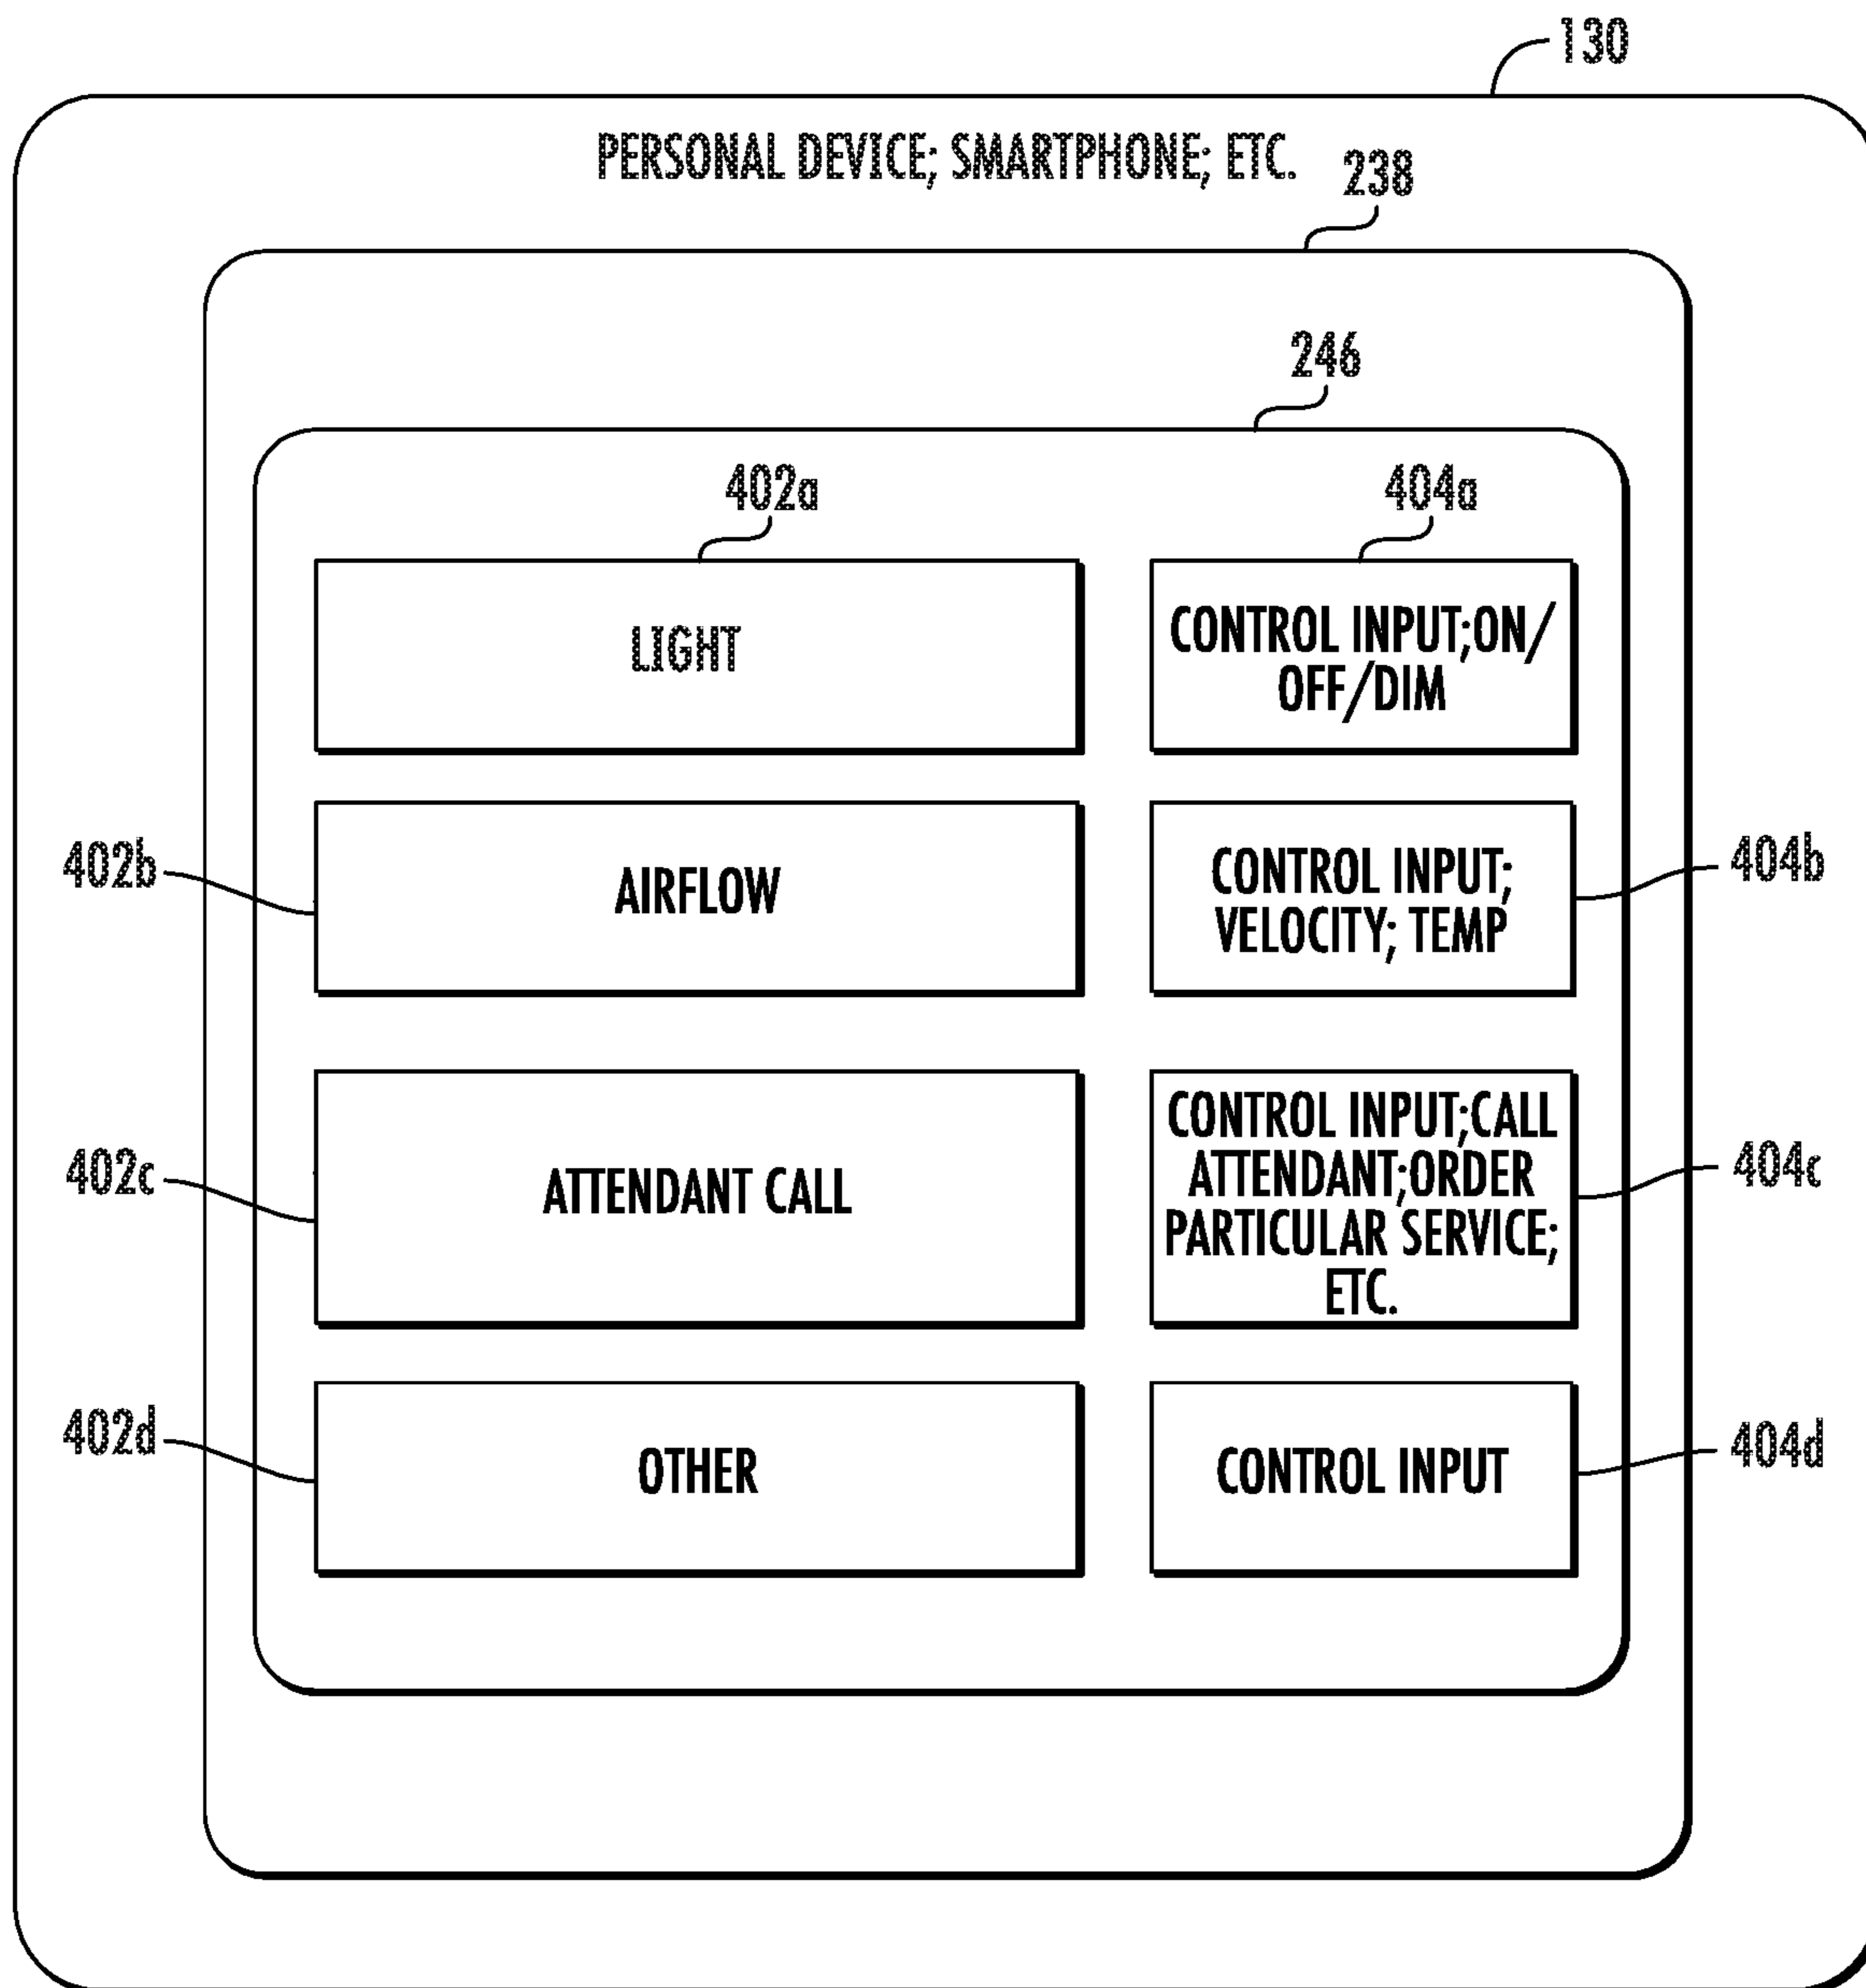 130
PERSONAL DEVICE; SMARTPHONE; ETC.
238
246
402a
404a
LIGHT
CONTROL INPUT;ON/
OFF/DIM
402b
AIRFLOW
CONTROL INPUT;
VELOCITY; TEMP
404b
402c
ATTENDANT CALL
CONTROL INPUT;CALL
ATTENDANT;ORDER
PARTICULAR SERVICE;
ETC.
404c
402d
OTHER
CONTROL INPUT
404d